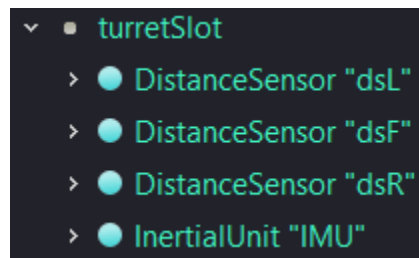 turretSlot
DistanceSensor "dsL"
DistanceSensor "dsF"
DistanceSensor "dsR"
InertialUnit "IMU"